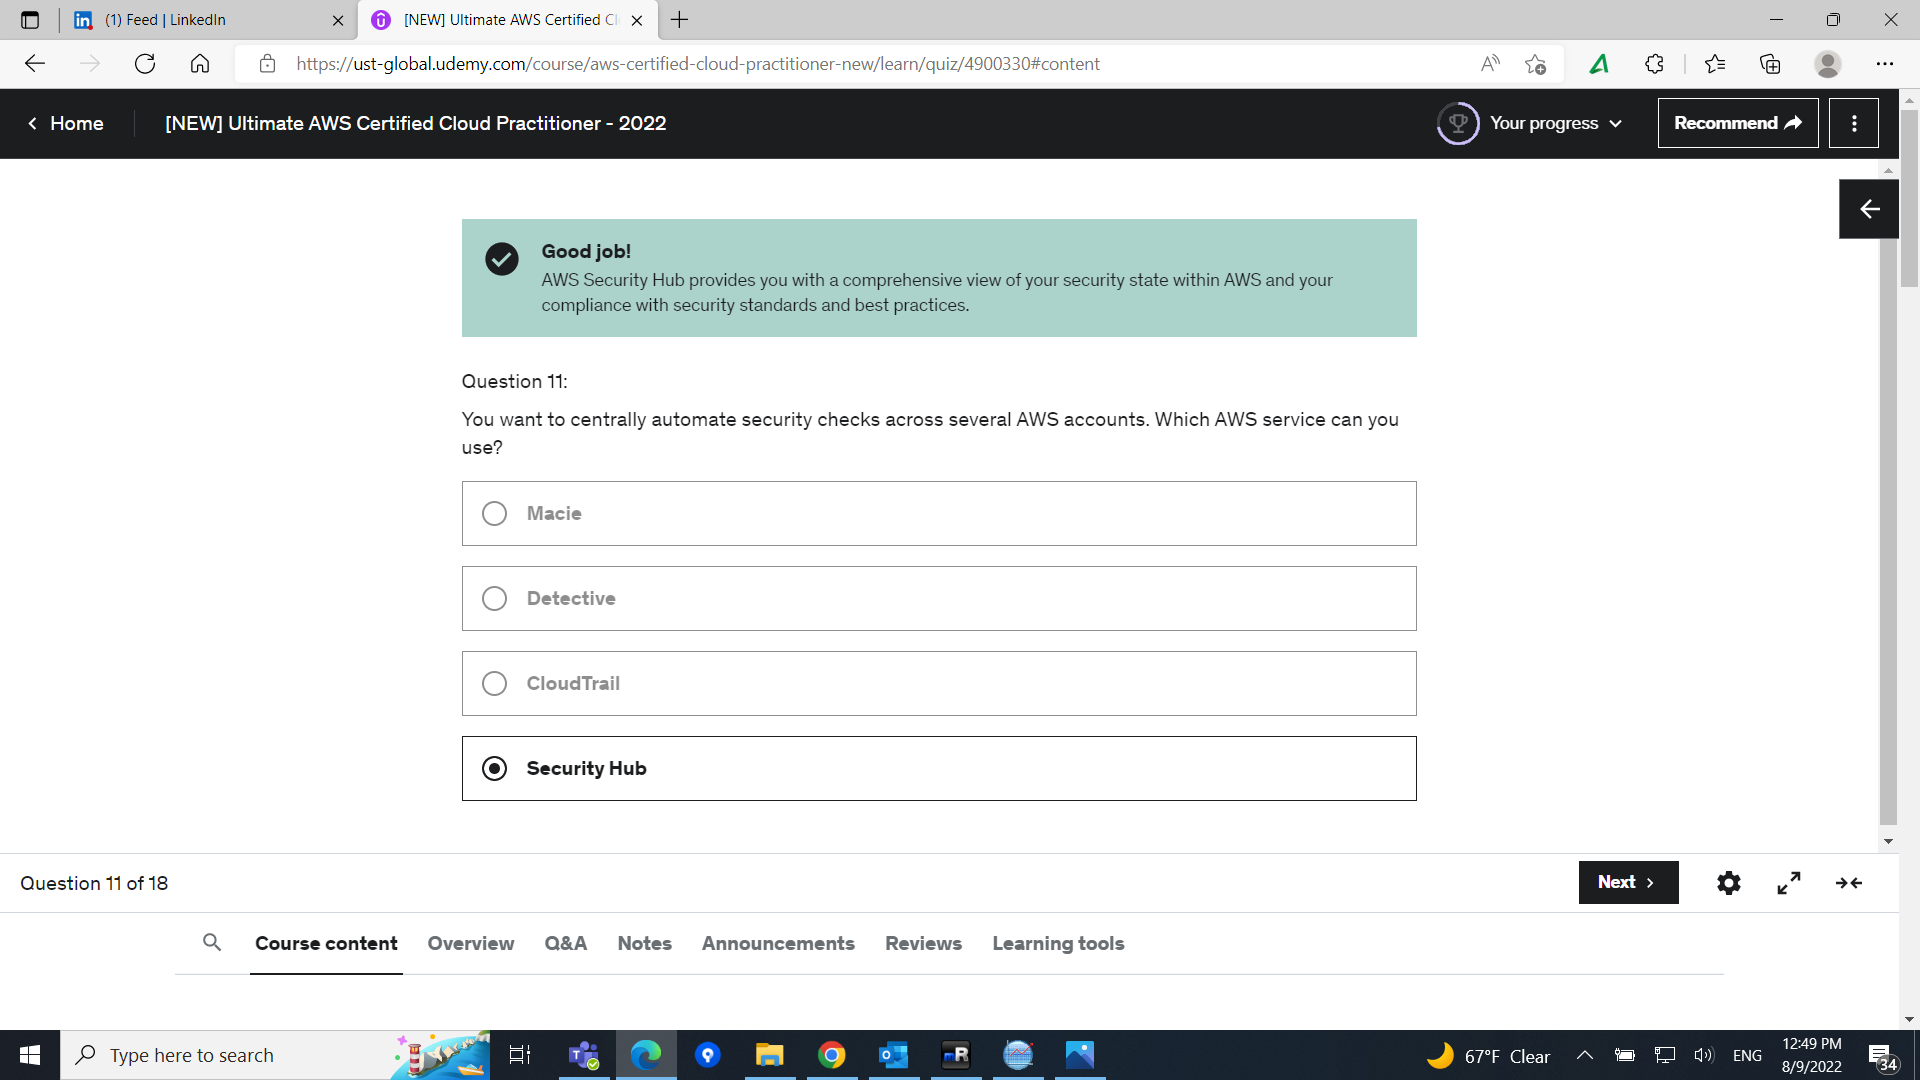 (1) Feed | LinkedIn
[NEW] Ultimate AWS Certified Cl
https://ust-global.udemy.com/course/aws-certified-cloud-practitioner-new/learn/quiz/4900330#content
Home
[NEW] Ultimate AWS Certified Cloud Practitioner - 2022
Your progress
Recommend
Good job!
AWS Security Hub provides you with a comprehensive view of your security state within AWS and your
compliance with security standards and best practices.
Question 11:
You want to centrally automate security checks across several AWS accounts. Which AWS service can you
use?
Macie
Detective
CloudTrail
Security Hub
Question 11 of 18
Next
Course content Overview Q&A Notes Announcements Reviews Learning tools
Type here to search
67°F Clear
ENG
12:49 PM
8/9/2022
34